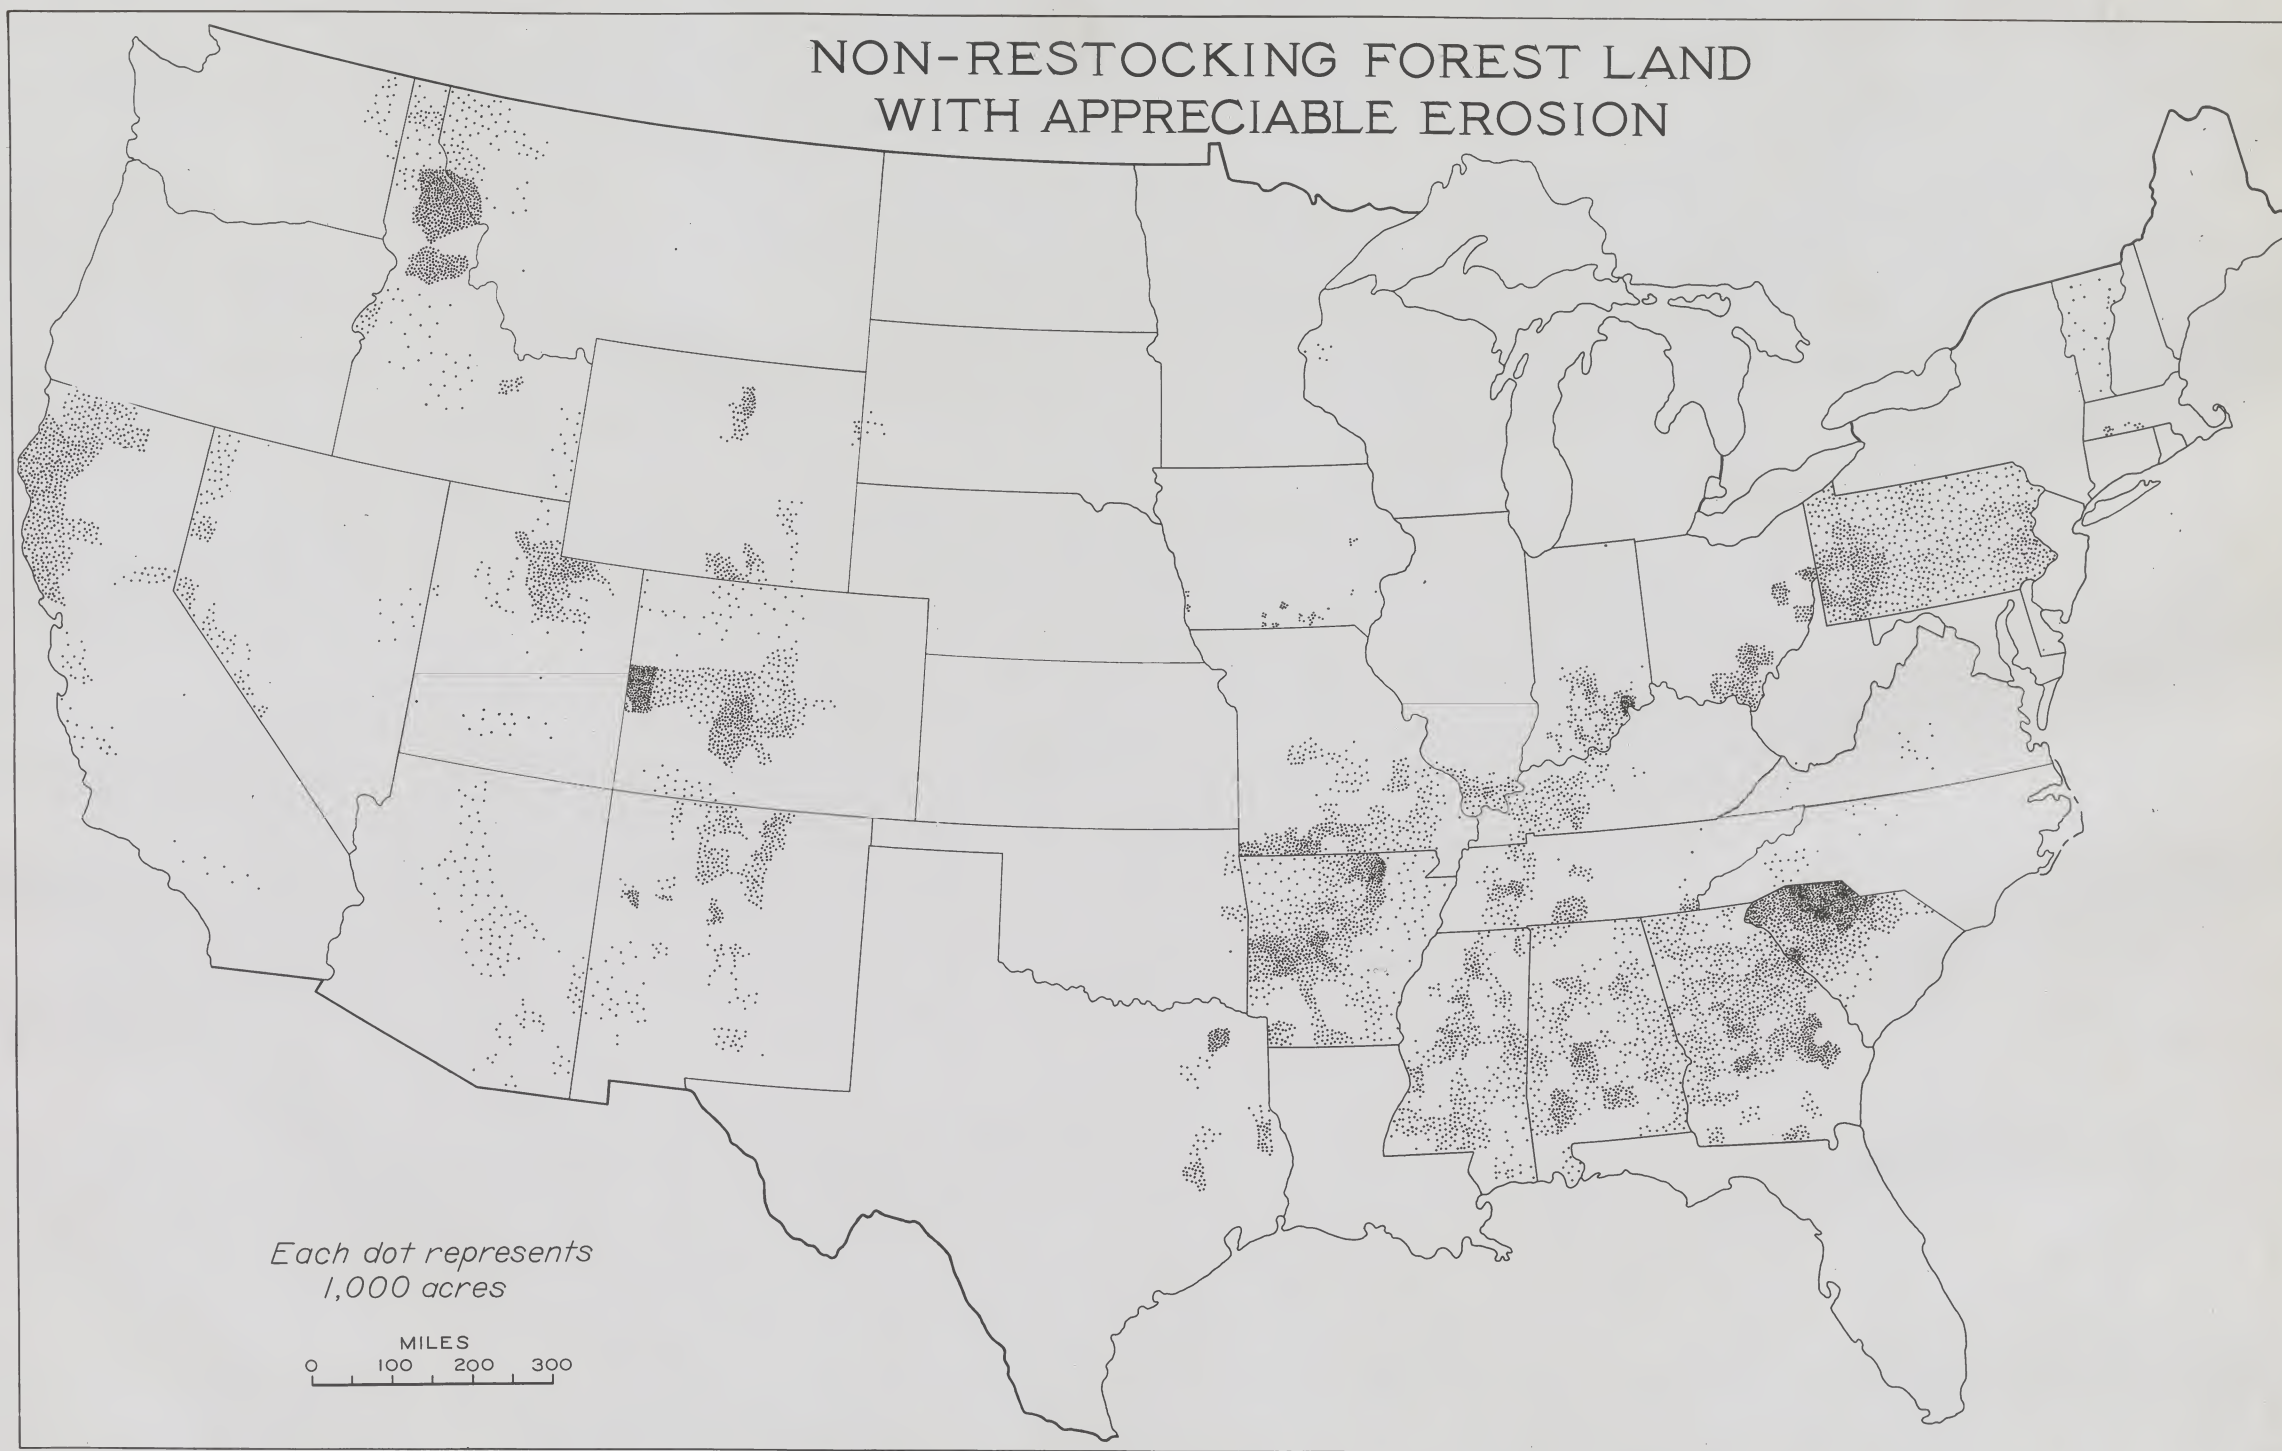 NON-RESTOCKING FOREST LAND
WITH APPRECIABLE EROSION
Each dot represents
1,000 acres
MILES
0 100 200 300